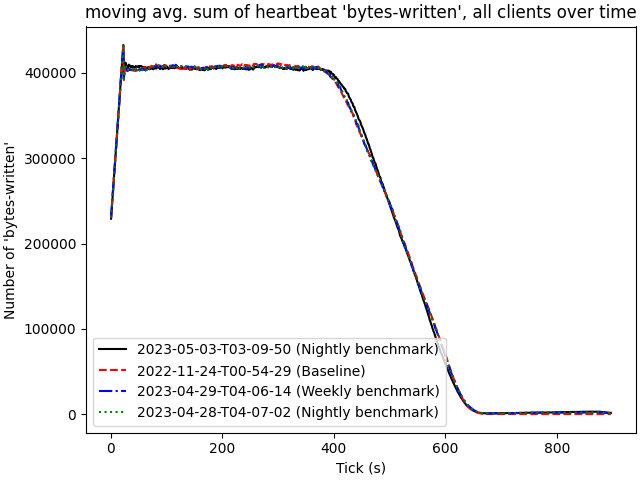 moving avg. sum of heartbeat 'bytes-written', all clients over time
Number of 'bytes-written'
400000
300000
200000
100000
0
2023-05-03-T03-09-50 (Nightly benchmark)
2022-11-24-T00-54-29 (Baseline)
2023-04-29-T04-06-14 (Weekly benchmark)
2023-04-28-T04-07-02 (Nightly benchmark)
0 200 400 600 800
Tick (s)